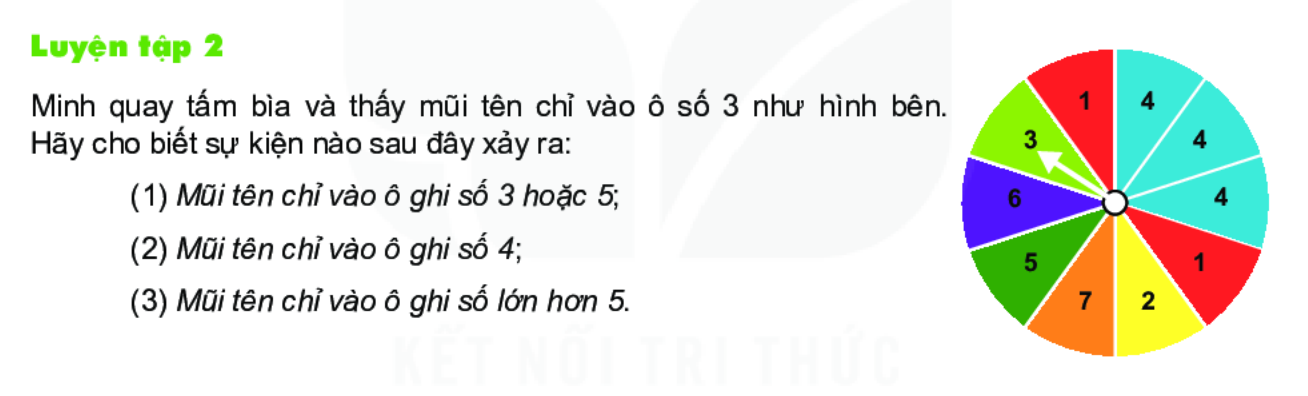 Luyện tập 2
Minh quay tấm bìa và thấy mũi tên chỉ vào ô số 3 như hình bên.
Hãy cho biết sự kiện nào sau đây xảy ra:
(1) Mũi tên chỉ vào ô ghi số 3 hoặc 5;
(2) Mũi tên chỉ vào ô ghi số 4;
(3) Mũi tên chỉ vào ô ghi số lớn hơn 5.
1 4
3 4
6 4
5 1
7 2
KẾT NỐI TRI THỨC